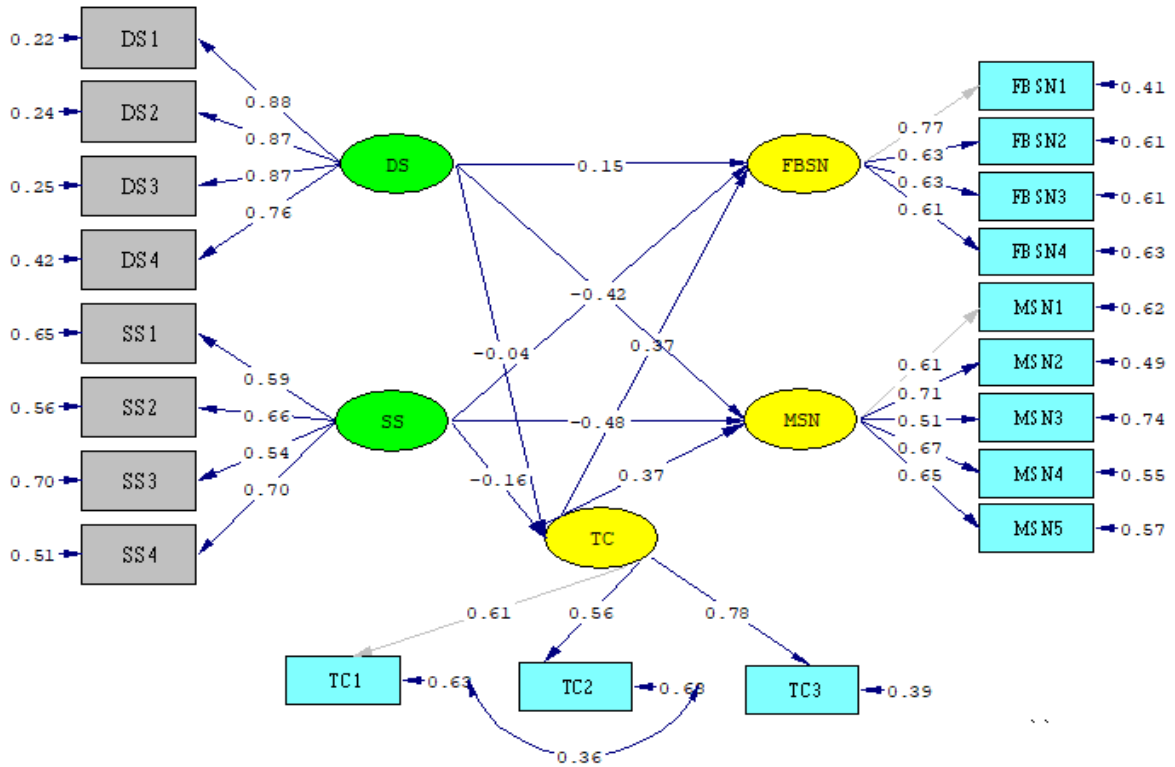 0.22 DS1
0.24 DS2
0.25 DS3
0.42 DS4
0.65 SS1
0.56 SS2
0.70 SS3
0.51 SS4
0.88
0.87
0.87
0.76
0.59
0.66
0.54
0.70
DS
SS
0.15
-0.42
-0.04
0.37
-0.48
-0.16
0.37
FBSN
MSN
TC
0.77
0.63
0.63
0.61
0.61
0.71
0.51
0.67
0.65
FBSN1 0.41
FBSN2 0.61
FBSN3 0.61
FBSN4 0.63
MSN1 0.62
MSN2 0.49
MSN3 0.74
MSN4 0.55
MSN5 0.57
0.61
0.56
0.78
TC1 0.63
TC2
TC3 0.39
0.36